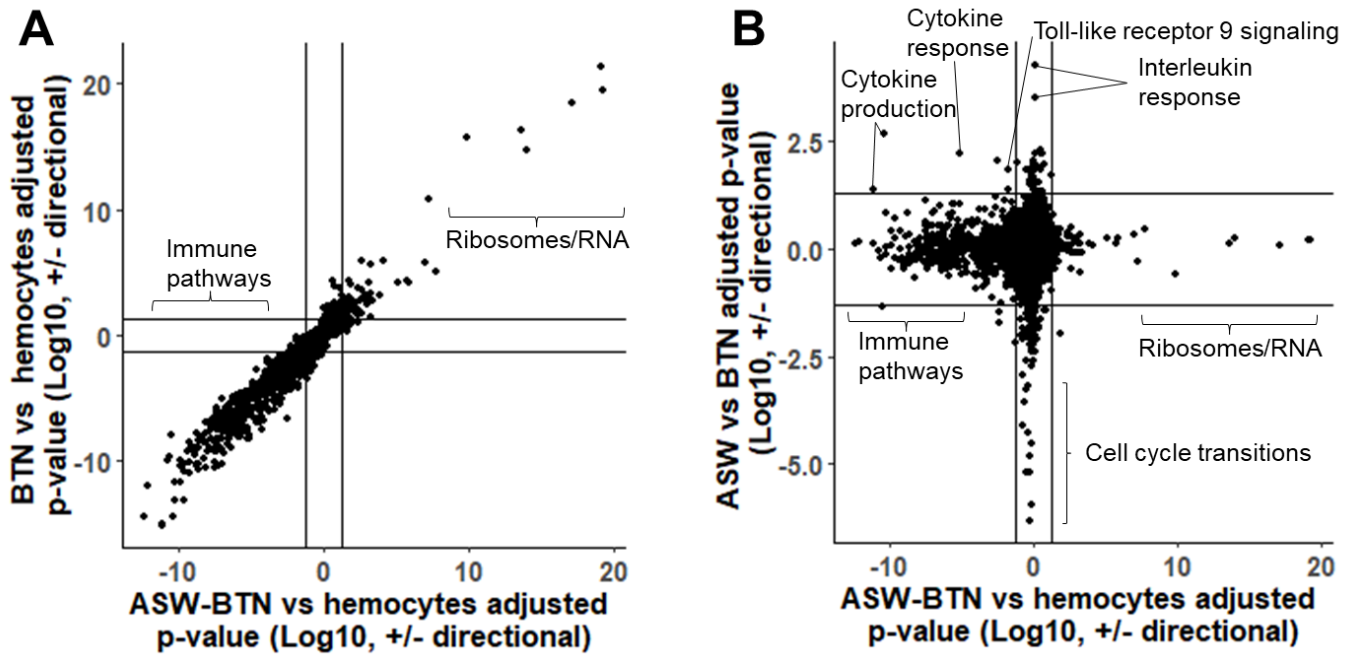 A
BTN vs hemocytes adjusted
p-value (Log10, +/- directional)
20
10
0
-10
Immune
pathways
Ribosomes/RNA
-10
0
10
20
ASW-BTN vs hemocytes adjusted
p-value (Log10, +/- directional)
B
ASW vs BTN adjusted p-value
(Log10, +/- directional)
2.5
0.0
-2.5
-5.0
Cytokine
response
Toll-like receptor 9 signaling
Cytokine
production
Interleukin
response
Immune
pathways
Ribosomes/RNA
Cell cycle transitions
-10
0
10
20
ASW-BTN vs hemocytes adjusted
p-value (Log10, +/- directional)